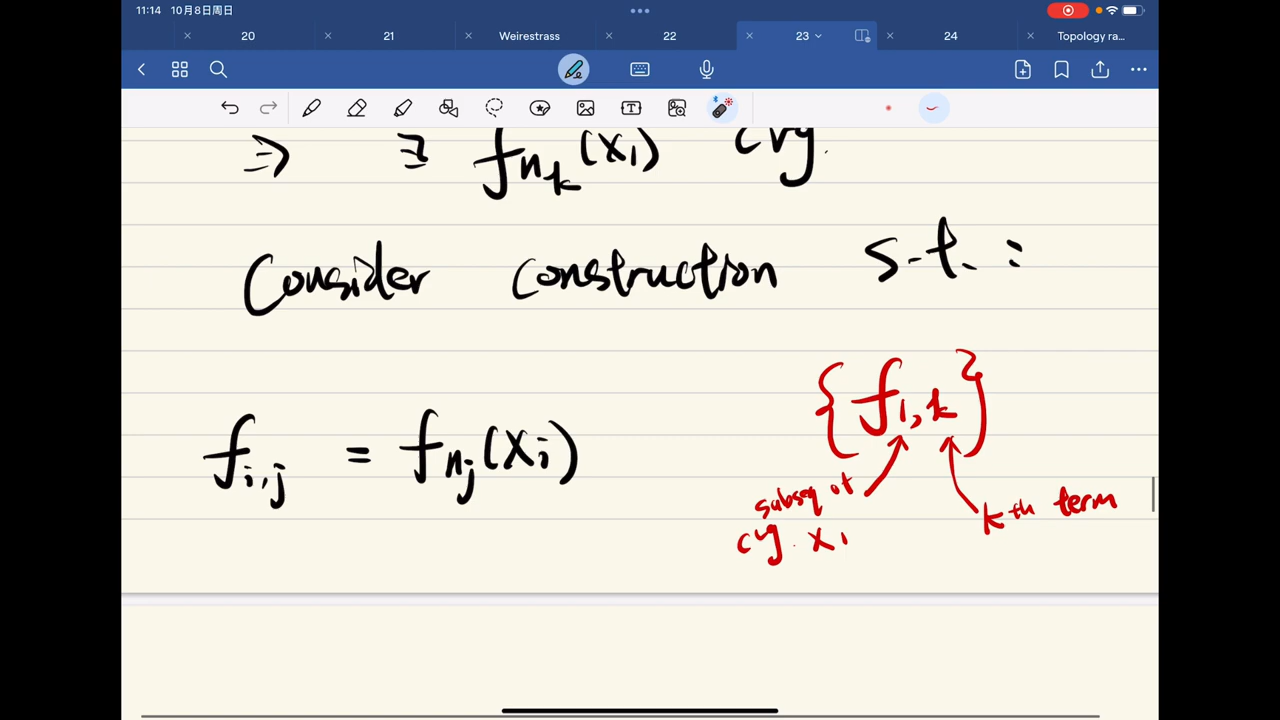 11:14 10月8日周日
20 21 Weirestrass 22 23 24 Topology ra...
⇒ ∃ f_{n_k}(x_1) cvg.
Consider construction s.t. :
{f_{1,k}}
f_{i,j} = f_{n_j}(x_i)
subseq of
cvg. x_1
k^{th} term